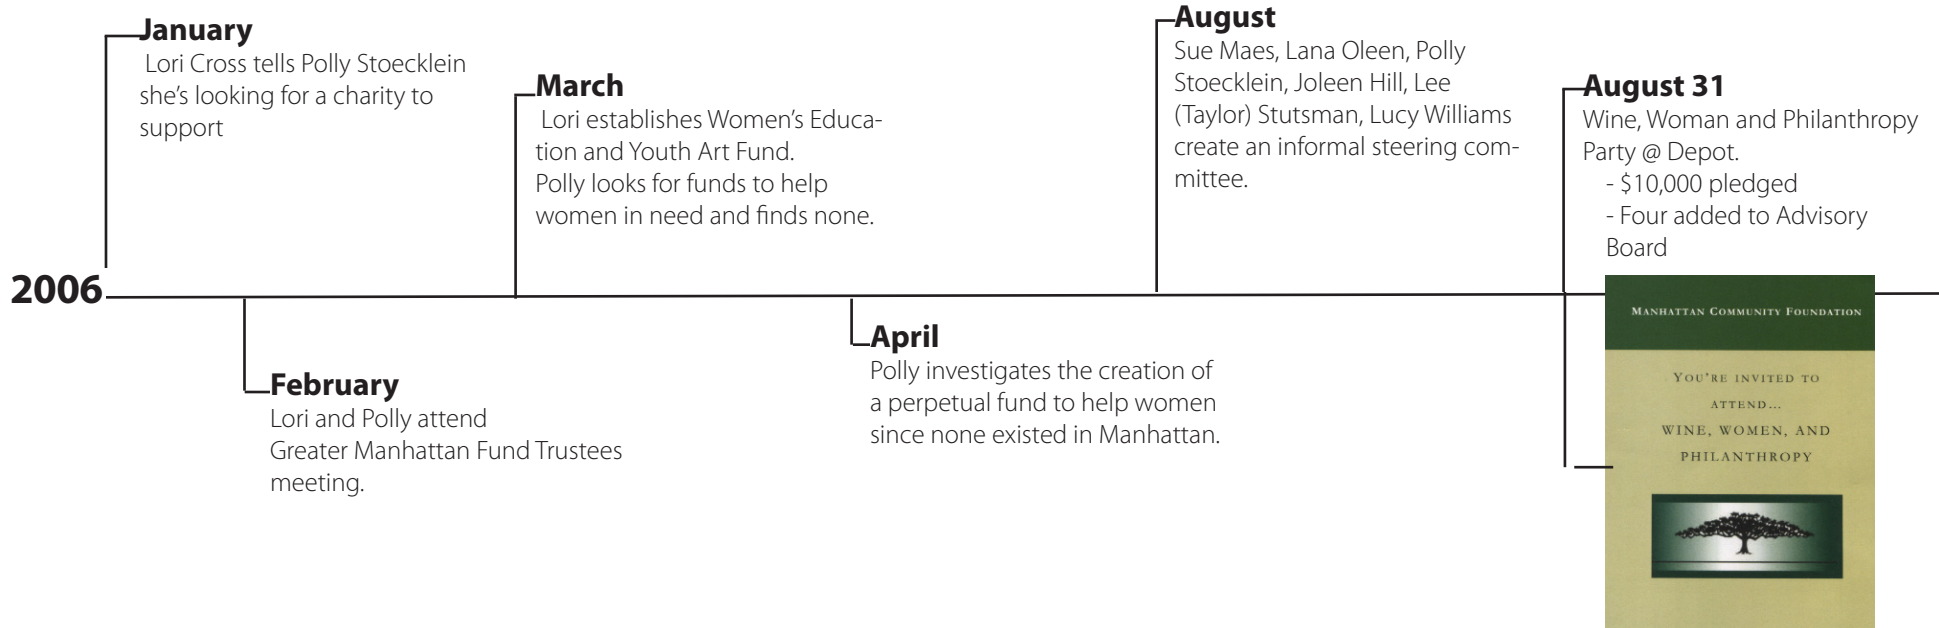 January
Lori Cross tells Polly Stoecklein
she's looking for a charity to
support
March
Lori establishes Women's Educa-
tion and Youth Art Fund.
Polly looks for funds to help
women in need and finds none.
August
Sue Maes, Lana Oleen, Polly
Stoecklein, Joleen Hill, Lee
(Taylor) Stutsman, Lucy Williams
create an informal steering com-
mittee.
August 31
Wine, Woman and Philanthropy
Party @ Depot.
- $10,000 pledged
- Four added to Advisory
Board
2006
February
Lori and Polly attend
Greater Manhattan Fund Trustees
meeting.
April
Polly investigates the creation of
a perpetual fund to help women
since none existed in Manhattan.
MANHATTAN COMMUNITY FOUNDATION
YOU'RE INVITED TO
ATTEND...
WINE, WOMEN, AND
PHILANTHROPY